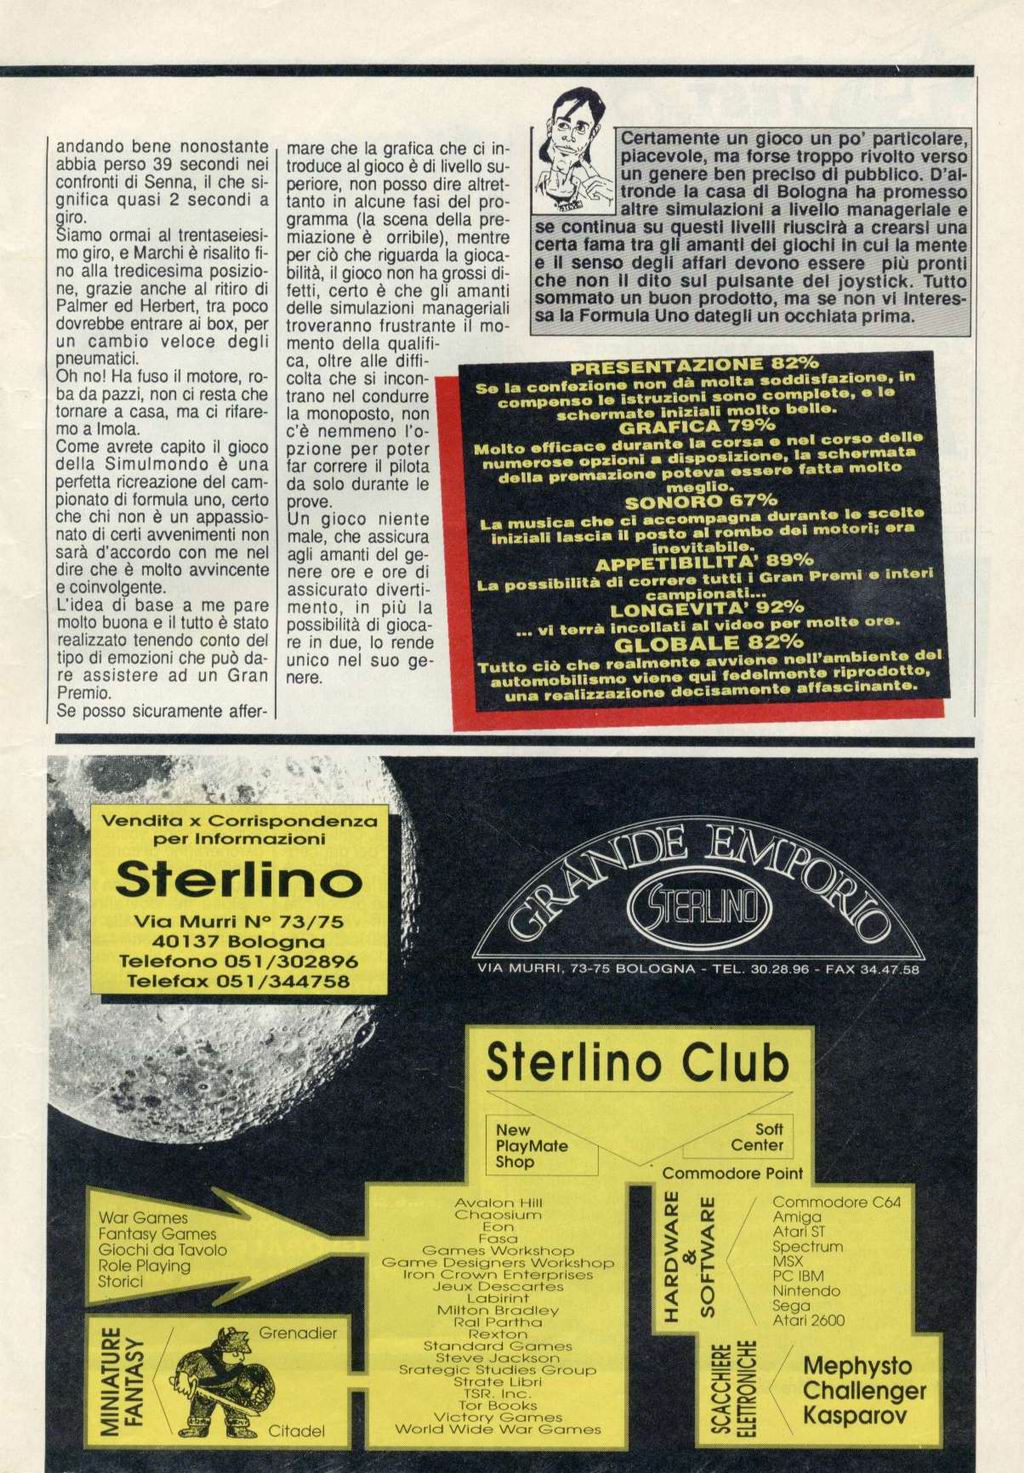 andando bene nonostante
abbia perso 39 secondi nei
confronti di Senna, il che si-
gnifica quasi 2 secondi a
giro.
Siamo ormai al trentaseiesi-
mo giro, e Marchi è risalito fi-
no alla tredicesima posizio-
ne, grazie anche al ritiro di
Palmer ed Herbert, tra poco
dovrebbe entrare ai box, per
un cambio veloce degli
pneumatici.
Oh no! Ha fuso il motore, ro-
ba da pazzi, non ci resta che
tornare a casa, ma ci rifare-
mo a Imola.
Come avrete capito il gioco
della Simulmondo è una
perfetta ricreazione del cam-
pionato di formula uno, certo
che chi non è un appassio-
nato di certi avvenimenti non
sarà d'accordo con me nel
dire che è molto avvincente
e coinvolgente.
L'idea di base a me pare
molto buona e il tutto è stato
realizzato tenendo conto del
tipo di emozioni che può da-
re assistere ad un Gran
Premio.
Se posso sicuramente affer-
mare che la grafica che ci in-
troduce al gioco è di livello su-
periore, non posso dire altret-
tanto in alcune fasi del pro-
gramma (la scena della pre-
miazione è orribile), mentre
per ciò che riguarda la gioca-
bilità, il gioco non ha grossi di-
fetti, certo è che gli amanti
delle simulazioni manageriali
troveranno frustrante il mo-
mento della qualifi-
ca, oltre alle diffi-
colta che si incon-
trano nel condurre
la monoposto, non
c'è nemmeno l'o-
pzione per poter
far correre il pilota
da solo durante le
prove.
Un gioco niente
male, che assicura
agli amanti del ge-
nere ore e ore di
assicurato diverti-
mento, in più la
possibilità di gioca-
re in due, lo rende
unico nel suo ge-
nere.
Certamente un gioco un po' particolare,
piacevole, ma forse troppo rivolto verso
un genere ben preciso di pubblico. D'al-
tronde la casa di Bologna ha promesso
altre simulazioni a livello manageriale e
se continua su questi livelli riuscirà a crearsi una
certa fama tra gli amanti dei giochi in cui la mente
e il senso degli affari devono essere più pronti
che non il dito sul pulsante del joystick. Tutto
sommato un buon prodotto, ma se non vi interes-
sa la Formula Uno dategli un occhiata prima.
PRESENTAZIONE 82%
Se la confezione non dà molta soddisfazione, in
compenso le istruzioni sono complete, e le
schermate iniziali molto belle.
GRAFICA 79%
Molto efficace durante la corsa e nel corso delle
numerose opzioni a disposizione, la schermata
della premazione poteva essere fatta molto
meglio.
SONORO 67%
La musica che ci accompagna durante le scelte
iniziali lascia il posto al rombo dei motori; era
inevitabile.
APPETIBILITA' 89%
La possibilità di correre tutti i Gran Premi e interi
campionati...
LONGEVITA' 92%
... vi terrà incollati al video per molte ore.
GLOBALE 82%
Tutto ciò che realmente avviene nell'ambiente del
automobilismo viene qui fedelmente riprodotto,
una realizzazione decisamente affascinante.
Vendita x Corrispondenza
per Informazioni
Sterlino
Via Murri N° 73/75
40137 Bologna
Telefono 051/302896
Telefax 051/344758
GRANDE EMPORIO
STERLINO
VIA MURRI, 73-75 BOLOGNA - TEL. 30.28.96 - FAX 34.47.58
Sterlino Club
New
PlayMate
Shop
Soft
Center
Commodore Point
War Games
Fantasy Games
Giochi da Tavolo
Role Playing
Storici
MINIATURE
FANTASY
Grenadier
Citadel
Avalon Hill
Chaosium
Eon
Fasa
Games Workshop
Game Designers Workshop
Iron Crown Enterprises
Jeux Descartes
Labirint
Milton Bradley
Ral Partha
Rexton
Standard Games
Steve Jackson
Srategic Studies Group
Strate Libri
TSR. Inc.
Tor Books
Victory Games
World Wide War Games
HARDWARE
&
SOFTWARE
Commodore C64
Amiga
Atari ST
Spectrum
MSX
PC IBM
Nintendo
Sega
Atari 2600
SCACCHIERE
ELETRONICHE
Mephysto
Challenger
Kasparov